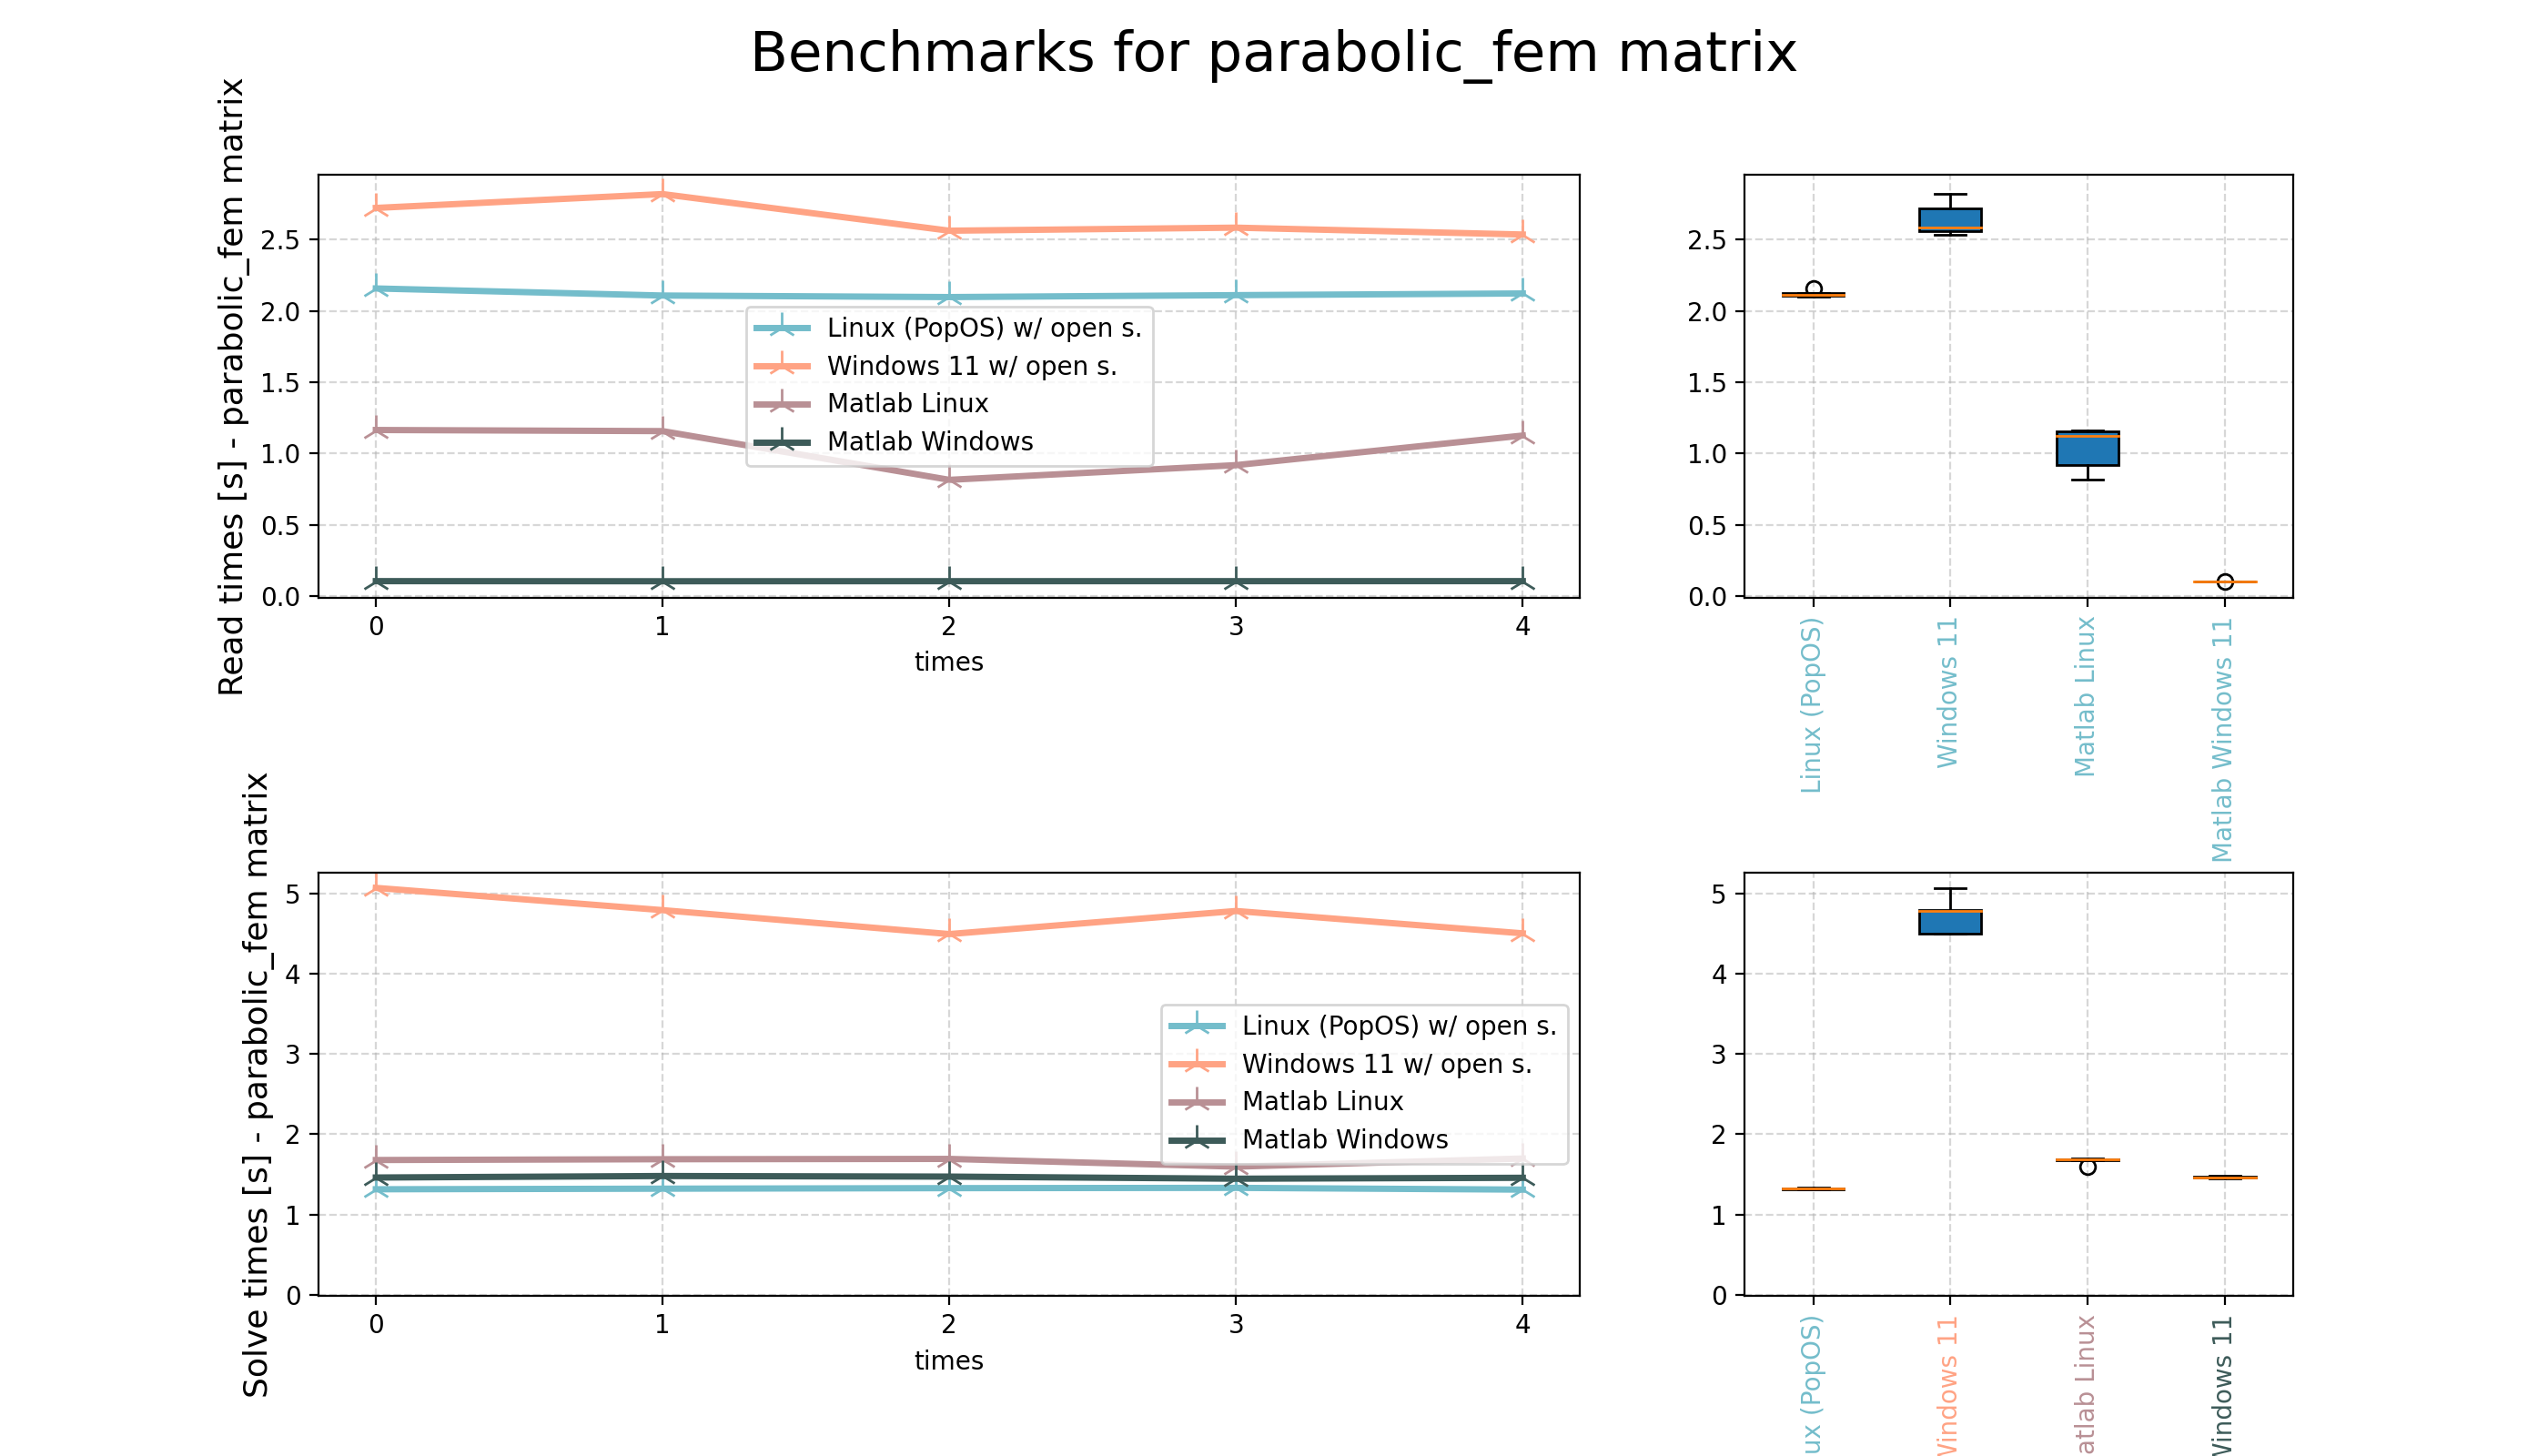 Benchmarks for parabolic_fem matrix
Read times [s] - parabolic_fem matrix
2.5
2.0
1.5
1.0
0.5
0.0
Linux (PopOS) w/ open s.
Windows 11 w/ open s.
Matlab Linux
Matlab Windows
0 1 2 3 4
times
2.5
2.0
1.5
1.0
0.5
0.0
Linux (PopOS)
Windows 11
Matlab Linux
Matlab Windows 11
Solve times [s] - parabolic_fem matrix
5
4
3
2
1
0
Linux (PopOS) w/ open s.
Windows 11 w/ open s.
Matlab Linux
Matlab Windows
0 1 2 3 4
times
5
4
3
2
1
0
ux (PopOS)
Windows 11
atlab Linux
Windows 11